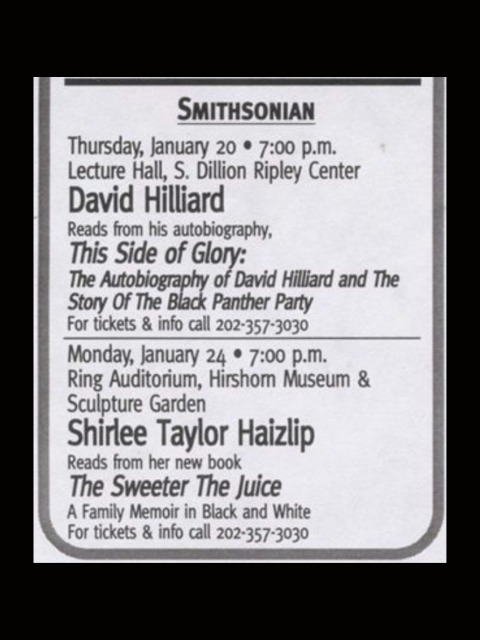 SMITHSONIAN
Thursday, January 20 • 7:00 p.m.
Lecture Hall, S. Dillion Ripley Center
David Hilliard
Reads from his autobiography,
This Side of Glory:
The Autobiography of David Hilliard and The
Story Of The Black Panther Party
For tickets & info call 202-357-3030
Monday, January 24 • 7:00 p.m.
Ring Auditorium, Hirshorn Museum &
Sculpture Garden
Shirlee Taylor Haizlip
Reads from her new book
The Sweeter The Juice
A Family Memoir in Black and White
For tickets & info call 202-357-3030